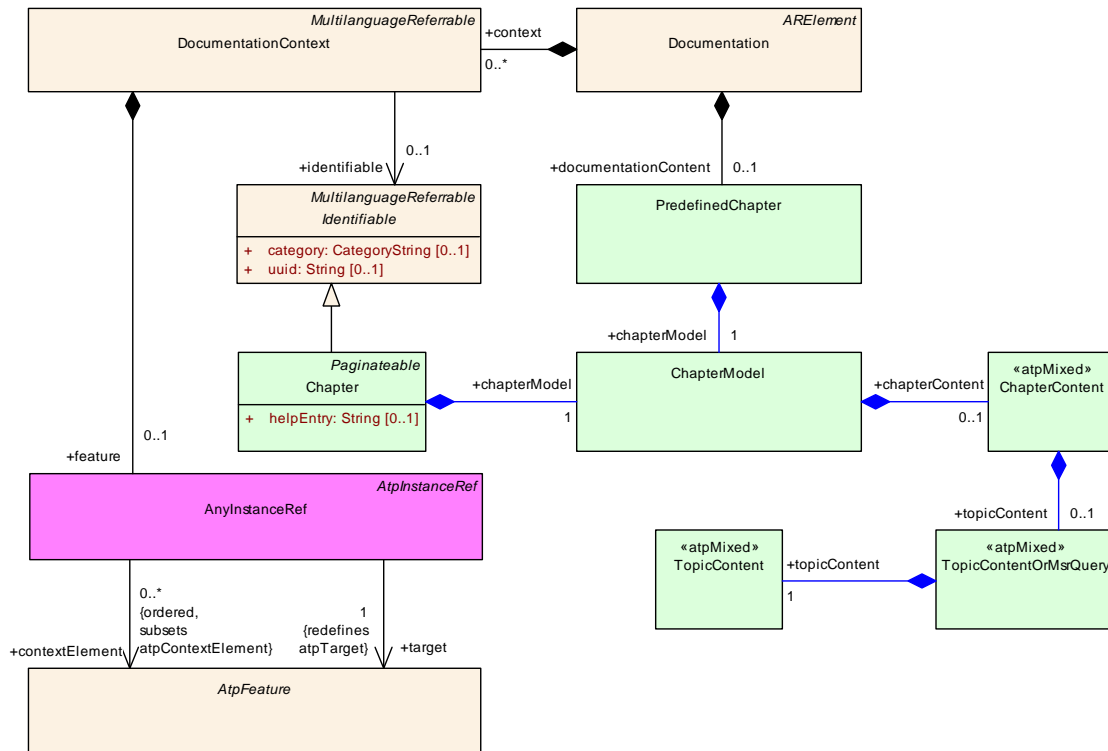 MultilanguageReferrable
DocumentationContext
+context
0..*
ARElement
Documentation
+identifiable
0..1
+documentationContent
0..1
MultilanguageReferrable
Identifiable
+ category: CategoryString [0..1]
+ uuid: String [0..1]
PredefinedChapter
+chapterModel
1
Paginateable
Chapter
+ helpEntry: String [0..1]
+chapterModel
1
ChapterModel
+chapterContent
0..1
«atpMixed»
ChapterContent
0..1
+feature
+topicContent
0..1
AtpInstanceRef
AnyInstanceRef
«atpMixed»
TopicContent
+topicContent
1
«atpMixed»
TopicContentOrMsrQuery
0..*
{ordered,
subsets
atpContextElement}
+contextElement
1
{redefines
atpTarget}
+target
AtpFeature